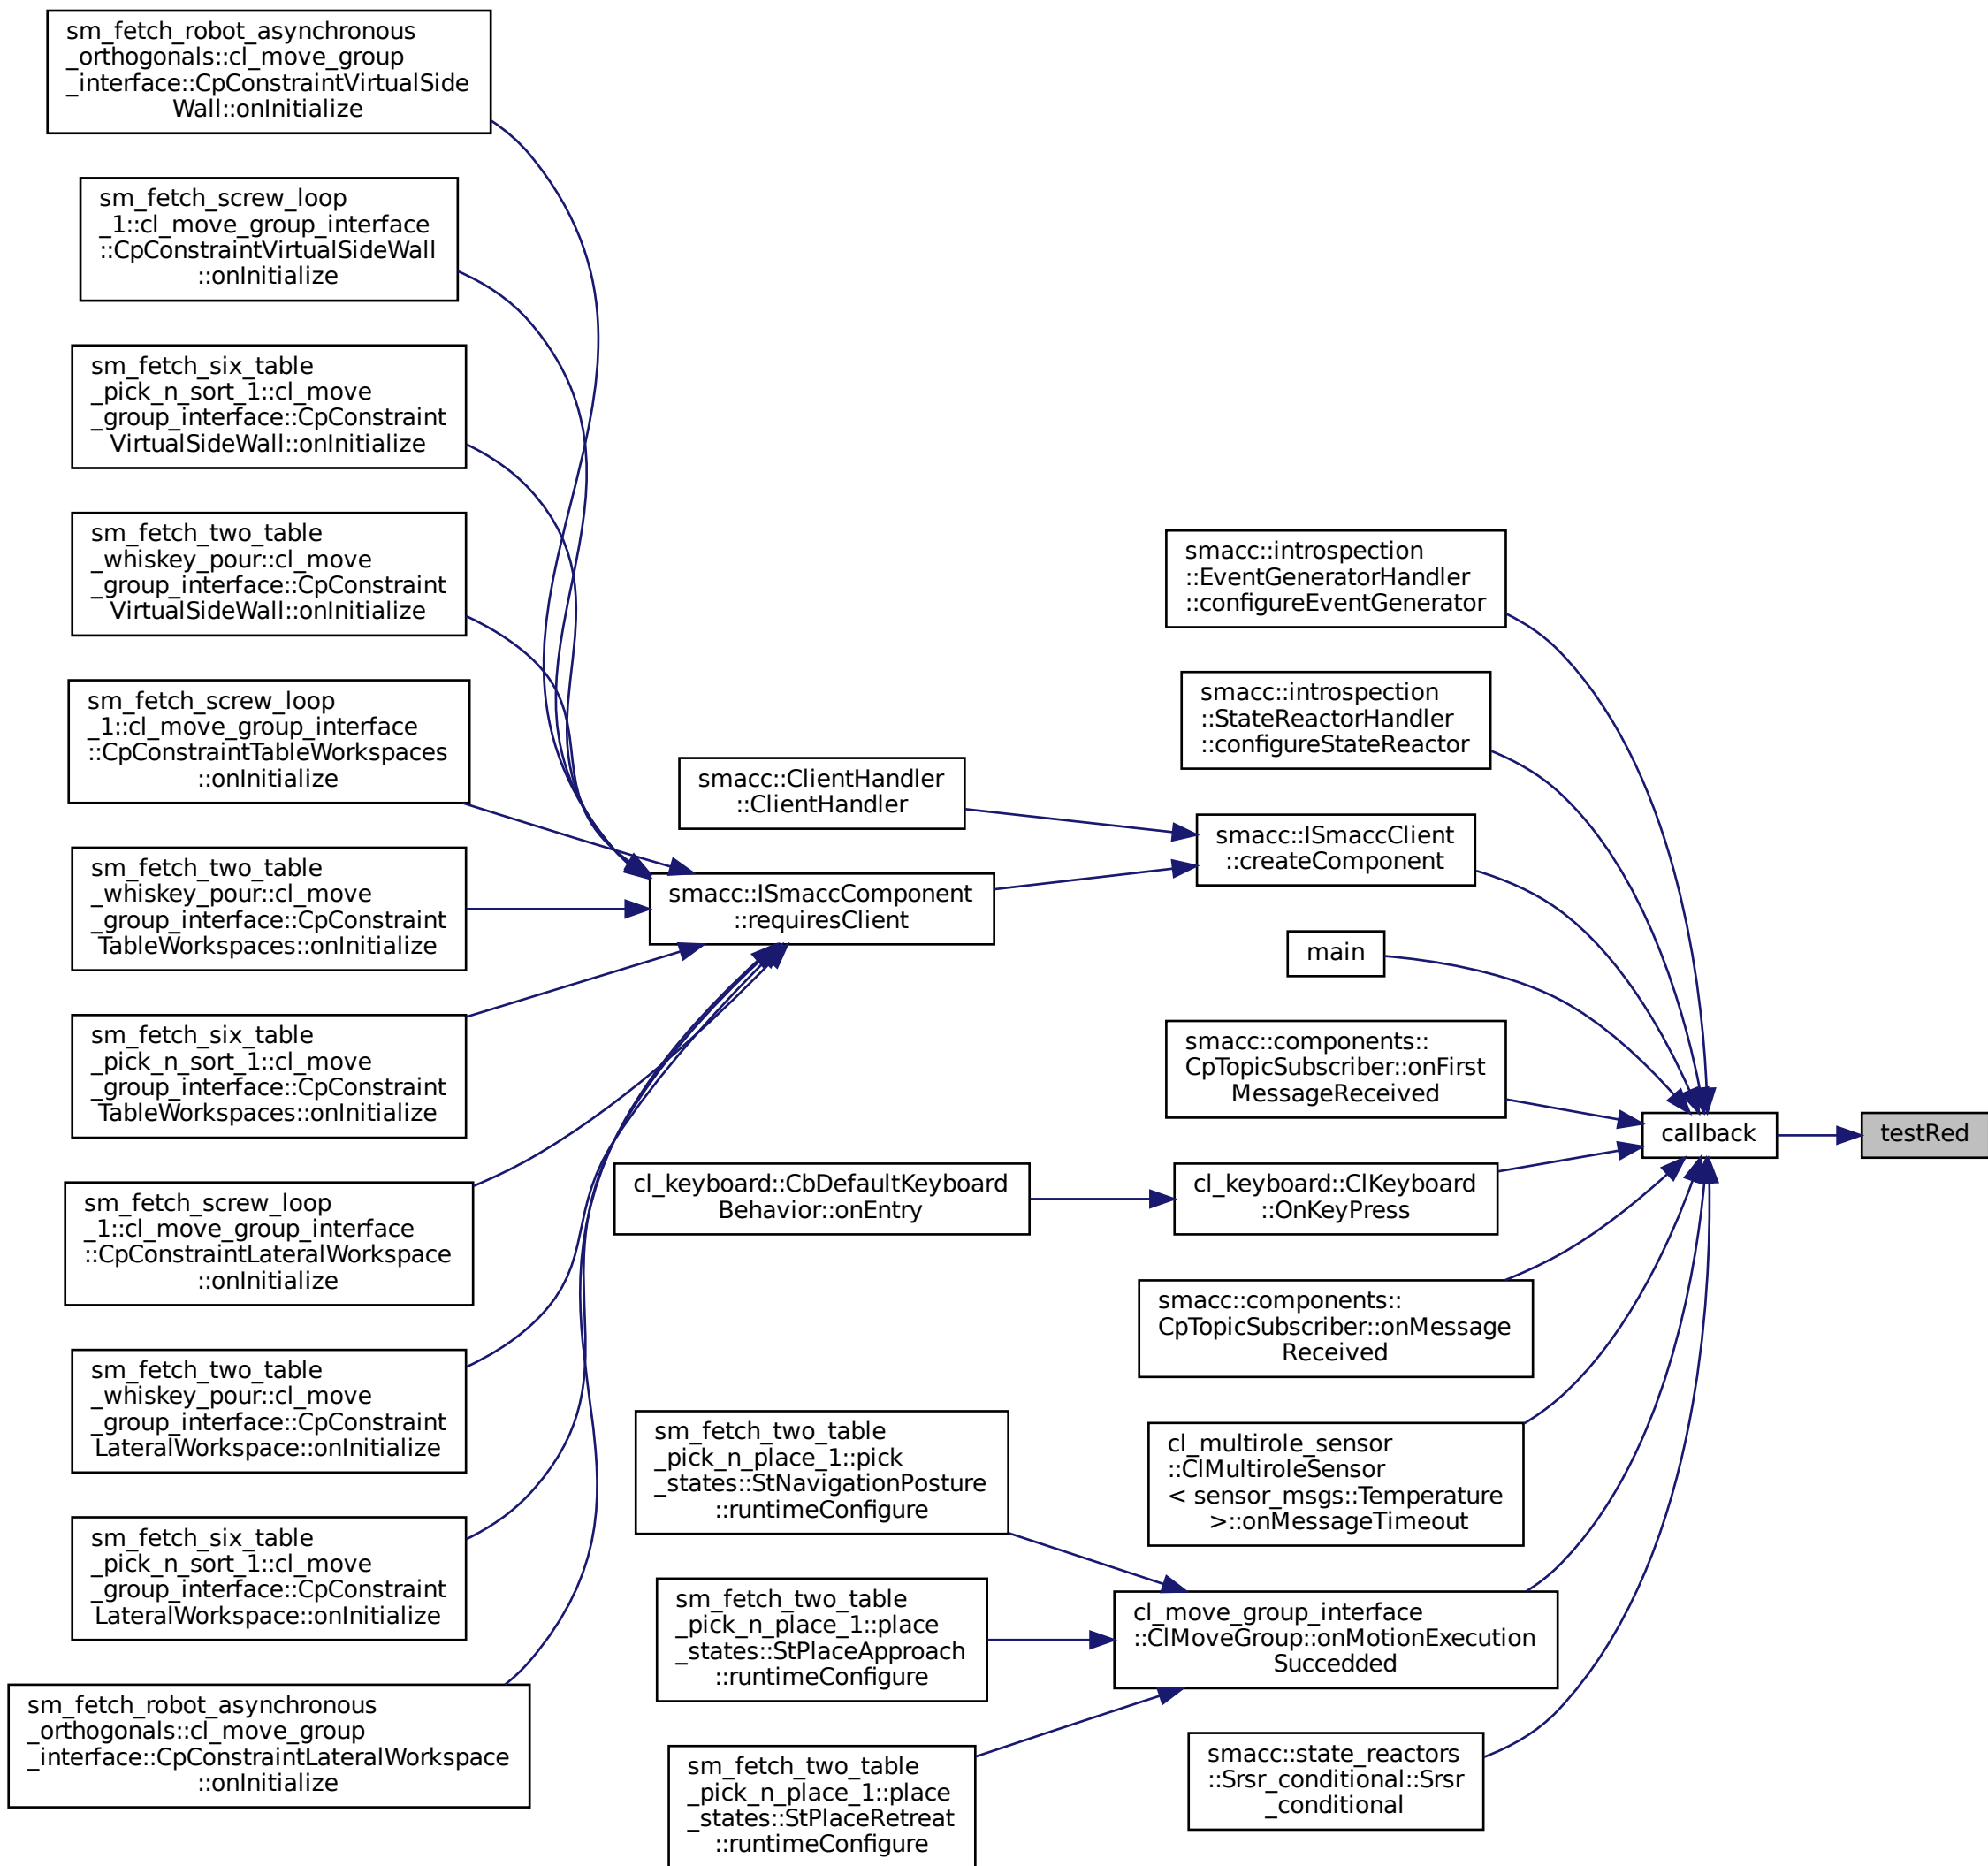 sm_fetch_robot_asynchronous
_orthogonals::cl_move_group
_interface::CpConstraintVirtualSide
Wall::onInitialize
sm_fetch_screw_loop
_1::cl_move_group_interface
::CpConstraintVirtualSideWall
::onInitialize
sm_fetch_six_table
_pick_n_sort_1::cl_move
_group_interface::CpConstraint
VirtualSideWall::onInitialize
sm_fetch_two_table
_whiskey_pour::cl_move
_group_interface::CpConstraint
VirtualSideWall::onInitialize
sm_fetch_screw_loop
_1::cl_move_group_interface
::CpConstraintTableWorkspaces
::onInitialize
sm_fetch_two_table
_whiskey_pour::cl_move
_group_interface::CpConstraint
TableWorkspaces::onInitialize
sm_fetch_six_table
_pick_n_sort_1::cl_move
_group_interface::CpConstraint
TableWorkspaces::onInitialize
sm_fetch_screw_loop
_1::cl_move_group_interface
::CpConstraintLateralWorkspace
::onInitialize
sm_fetch_two_table
_whiskey_pour::cl_move
_group_interface::CpConstraint
LateralWorkspace::onInitialize
sm_fetch_six_table
_pick_n_sort_1::cl_move
_group_interface::CpConstraint
LateralWorkspace::onInitialize
sm_fetch_robot_asynchronous
_orthogonals::cl_move_group
_interface::CpConstraintLateralWorkspace
::onInitialize
smacc::ClientHandler
::ClientHandler
smacc::ISmaccComponent
::requiresClient
cl_keyboard::CbDefaultKeyboard
Behavior::onEntry
sm_fetch_two_table
_pick_n_place_1::pick
_states::StNavigationPosture
::runtimeConfigure
sm_fetch_two_table
_pick_n_place_1::place
_states::StPlaceApproach
::runtimeConfigure
sm_fetch_two_table
_pick_n_place_1::place
_states::StPlaceRetreat
::runtimeConfigure
smacc::introspection
::EventGeneratorHandler
::configureEventGenerator
smacc::introspection
::StateReactorHandler
::configureStateReactor
smacc::ISmaccClient
::createComponent
main
smacc::components::
CpTopicSubscriber::onFirst
MessageReceived
cl_keyboard::ClKeyboard
::OnKeyPress
smacc::components::
CpTopicSubscriber::onMessage
Received
cl_multirole_sensor
::ClMultiroleSensor
< sensor_msgs::Temperature
>::onMessageTimeout
cl_move_group_interface
::ClMoveGroup::onMotionExecution
Succedded
smacc::state_reactors
::Srsr_conditional::Srsr
_conditional
callback
testRed